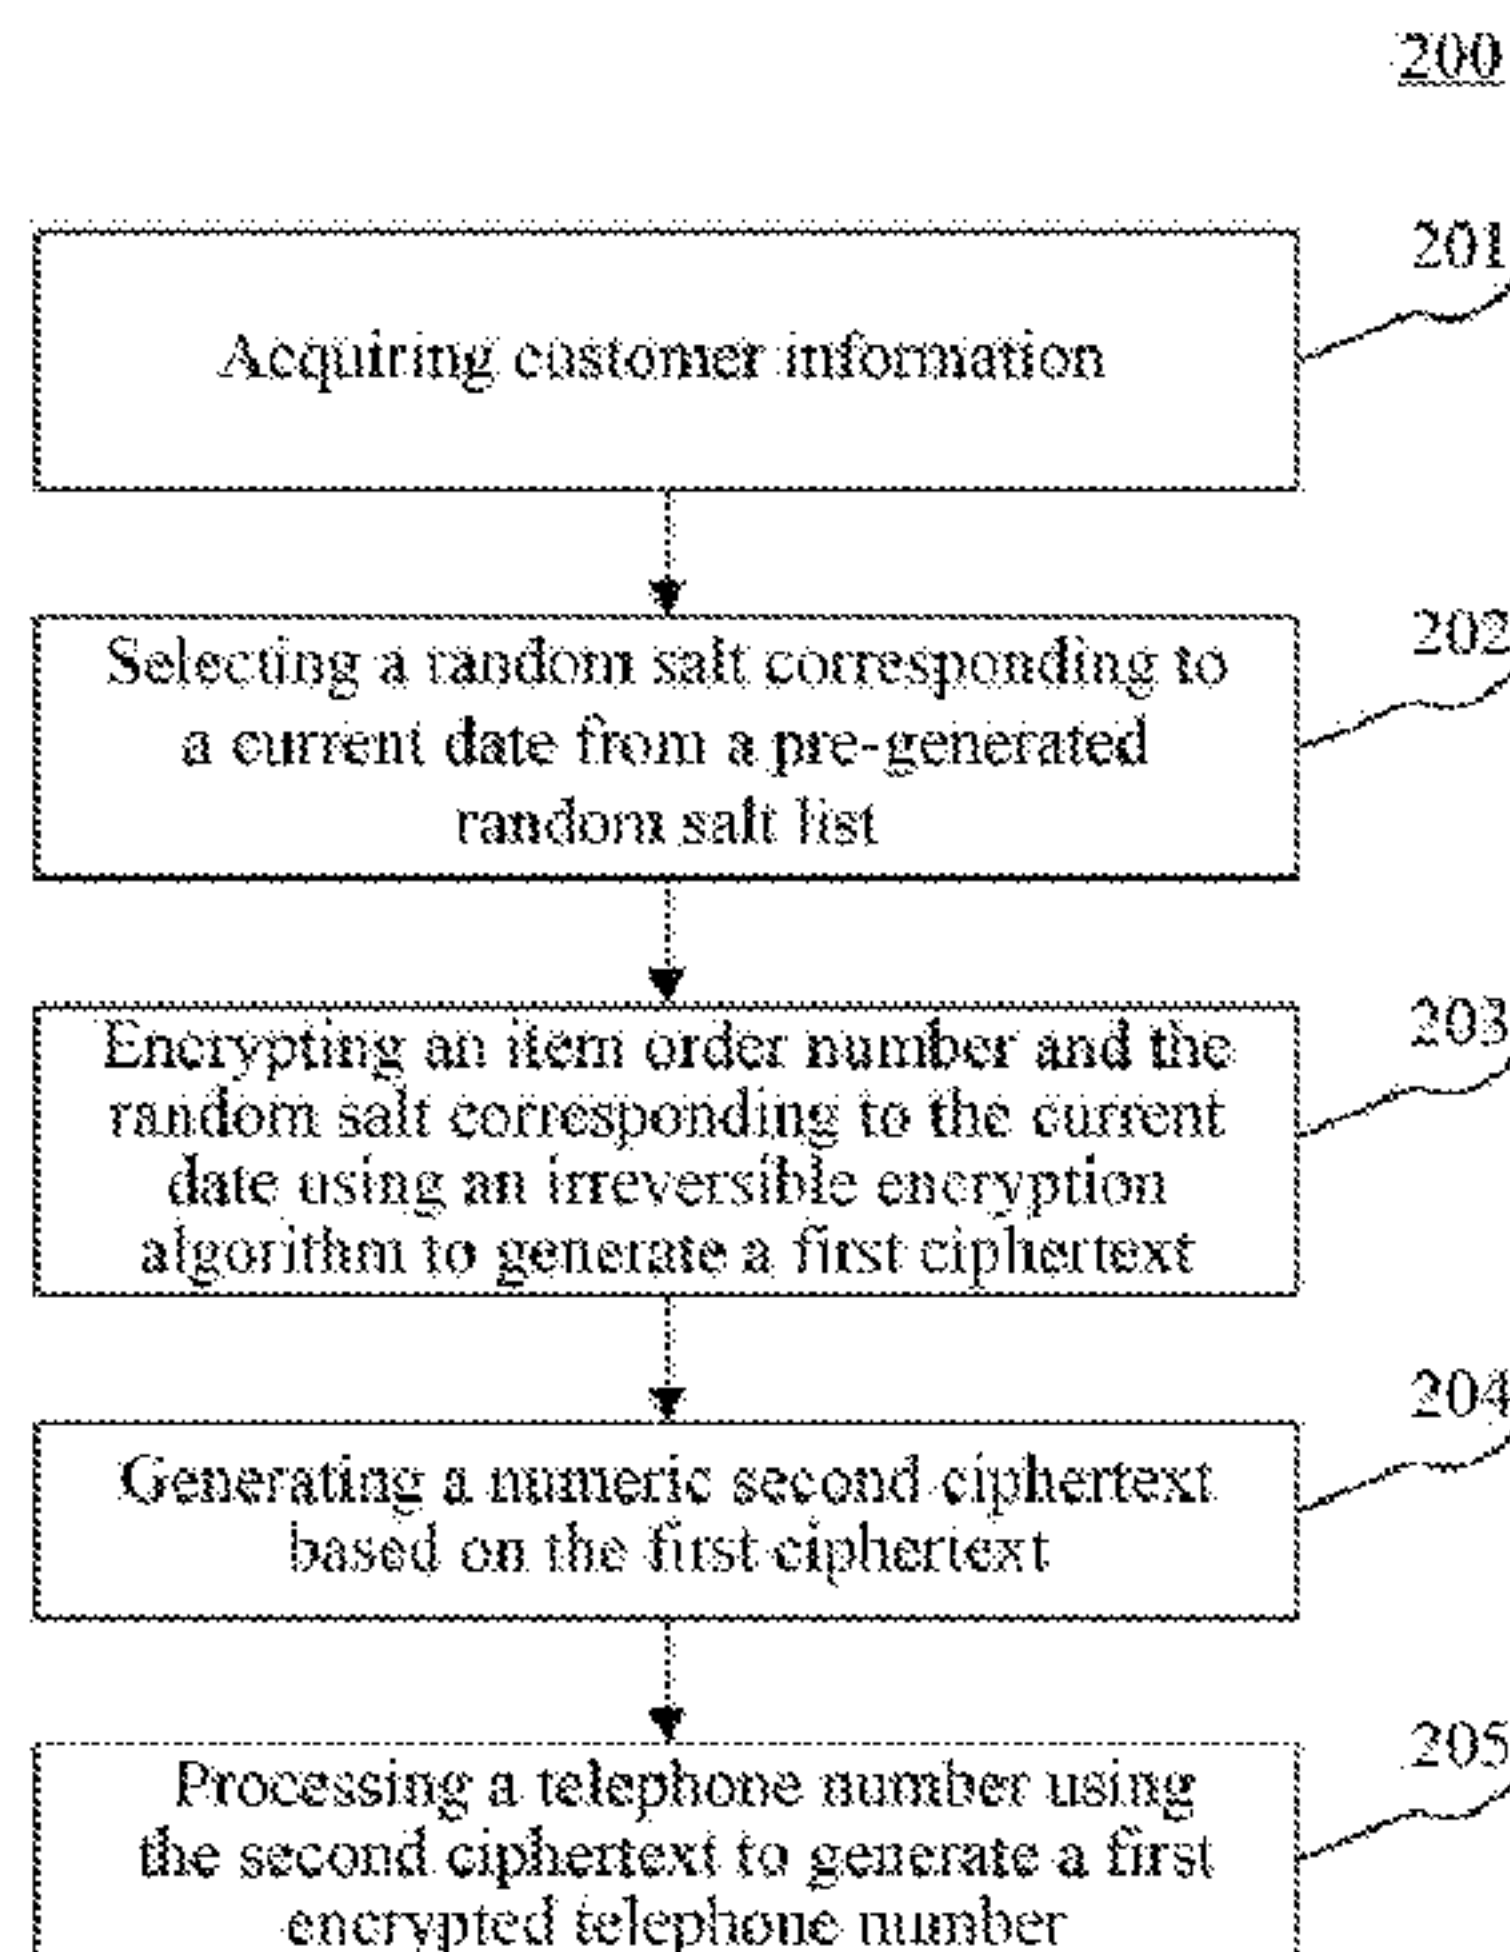 200
201
Acquiring customer information
202
Selecting a random salt corresponding to
a current date from a pre-generated
random salt list
203
Encrypting an item order number and the
random salt corresponding to the current
date using an irreversible encryption
algorithm to generate a first ciphertext
204
Generating a numeric second ciphertext
based on the first ciphertext
205
Processing a telephone number using
the second ciphertext to generate a first
encrypted telephone number